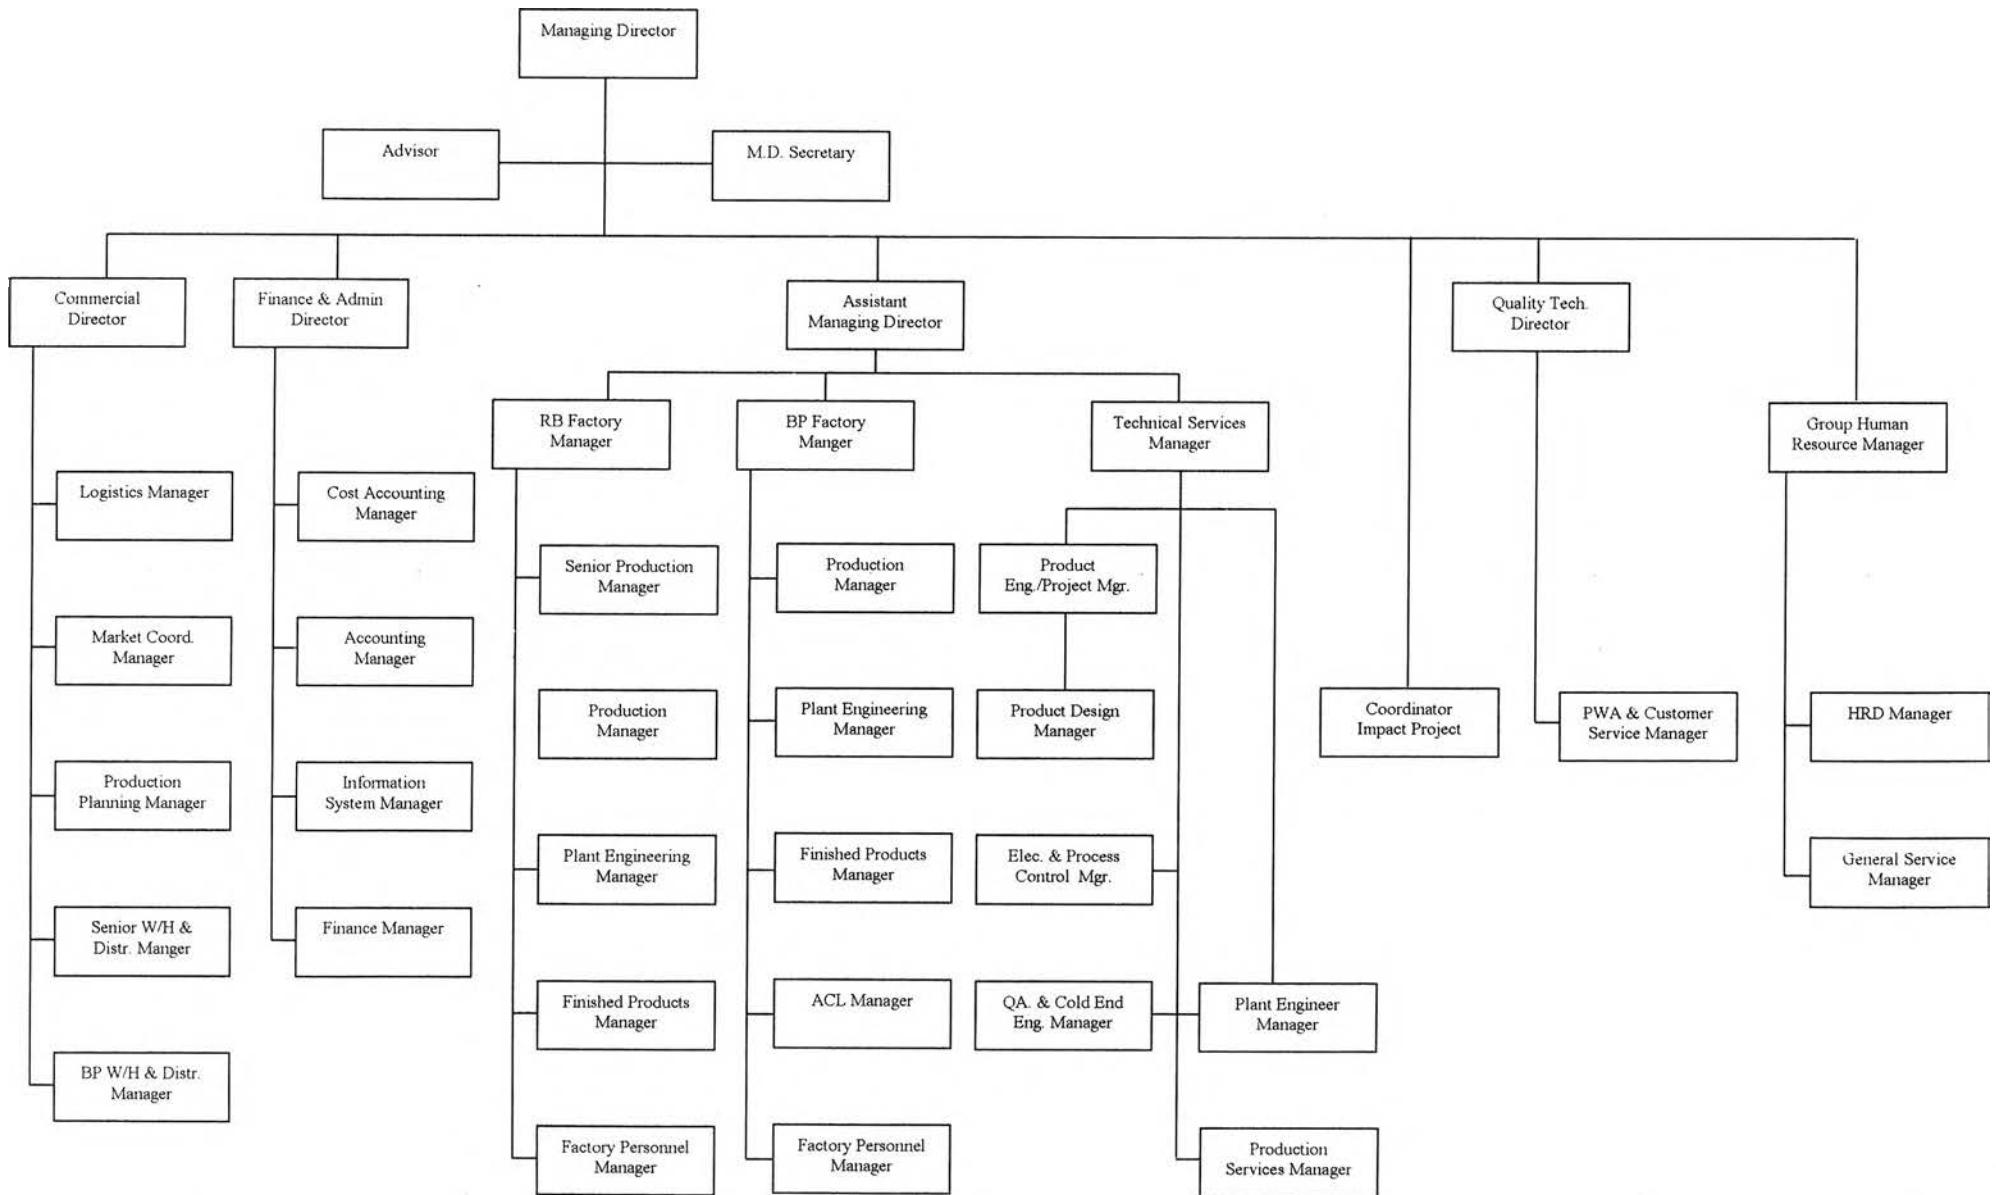 Managing Director
Advisor
M.D. Secretary
Commercial
Director
Finance & Admin
Director
Assistant
Managing Director
Quality Tech.
Director
RB Factory
Manager
BP Factory
Manger
Technical Services
Manager
Group Human
Resource Manager
Logistics Manager
Cost Accounting
Manager
Senior Production
Manager
Production
Manager
Product
Eng./Project Mgr.
Market Coord.
Manager
Accounting
Manager
Production
Manager
Plant Engineering
Manager
Product Design
Manager
Coordinator
Impact Project
PWA & Customer
Service Manager
HRD Manager
Production
Planning Manager
Information
System Manager
Plant Engineering
Manager
Finished Products
Manager
Elec. & Process
Control Mgr.
General Service
Manager
Senior W/H &
Distr. Manger
Finance Manager
Finished Products
Manager
ACL Manager
QA. & Cold End
Eng. Manager
Plant Engineer
Manager
BP W/H & Distr.
Manager
Factory Personnel
Manager
Factory Personnel
Manager
Production
Services Manager